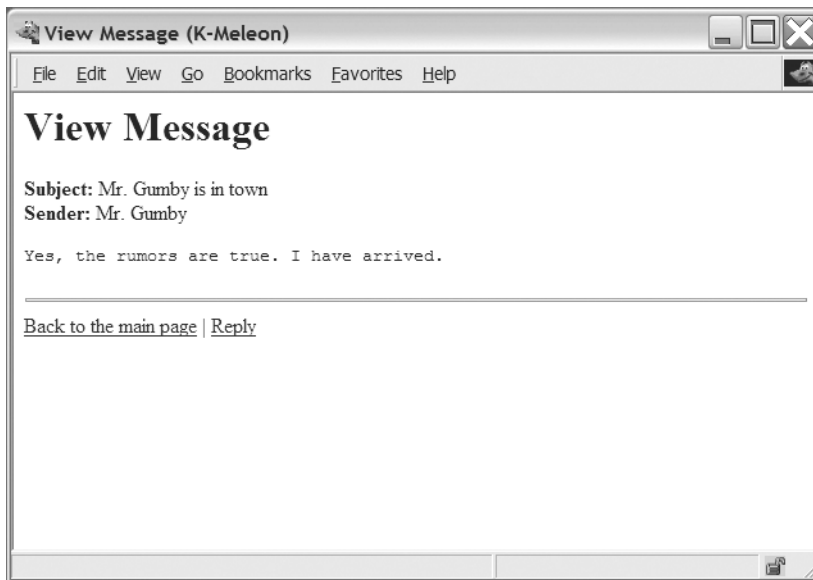 View Message (K-Meleon)
File Edit View Go Bookmarks Favorites Help
View Message
Subject: Mr. Gumby is in town
Sender: Mr. Gumby
Yes, the rumors are true. I have arrived.
Back to the main page | Reply